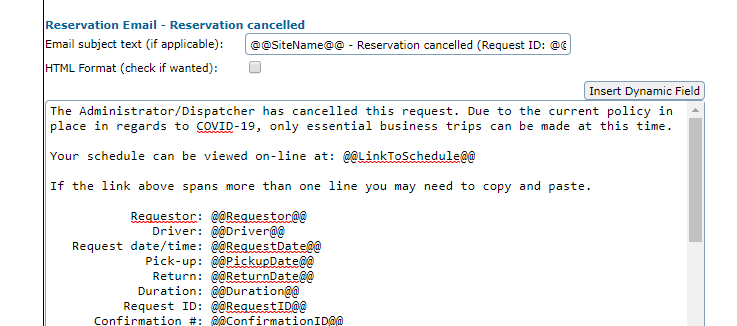 Reservation Email - Reservation cancelled
Email subject text (if applicable): @@SiteName@@ - Reservation cancelled (Request ID: @@
HTML Format (check if wanted):
Insert Dynamic Field
The Administrator/Dispatcher has cancelled this request. Due to the current policy in
place in regards to COVID-19, only essential business trips can be made at this time.
Your schedule can be viewed on-line at: @@LinkToSchedule@@
If the link above spans more than one line you may need to copy and paste.
Requestor: @@Requestor@@
Driver: @@Driver@@
Request date/time: @@RequestDate@@
Pick-up: @@PickupDate@@
Return: @@ReturnDate@@
Duration: @@Duration@@
Request ID: @@RequestID@@
Confirmation #: @@ConfirmationID@@